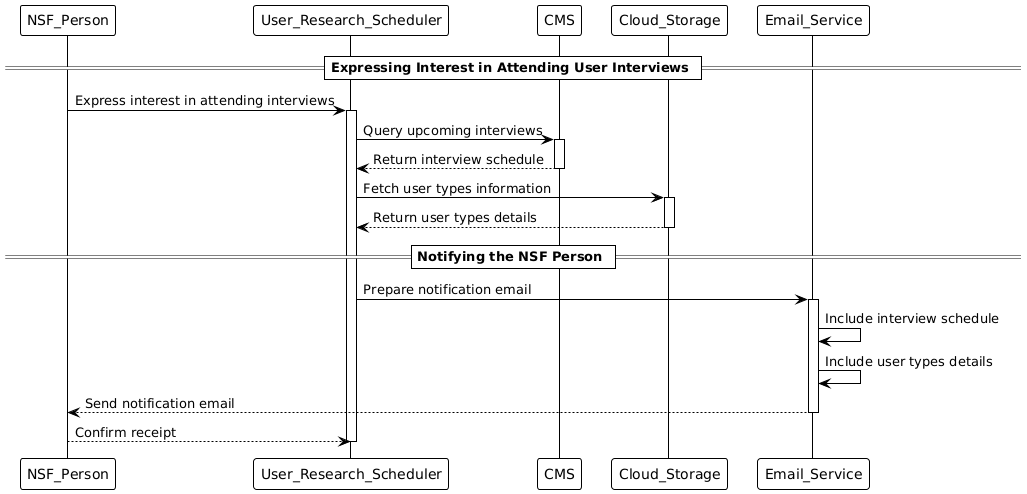 NSF_Person User_Research_Scheduler CMS Cloud_Storage Email_Service
Expressing Interest in Attending User Interviews
Express interest in attending interviews
Query upcoming interviews
Return interview schedule
Fetch user types information
Return user types details
Notifying the NSF Person
Prepare notification email
Include interview schedule
Include user types details
Send notification email
Confirm receipt
NSF_Person User_Research_Scheduler CMS Cloud_Storage Email_Service